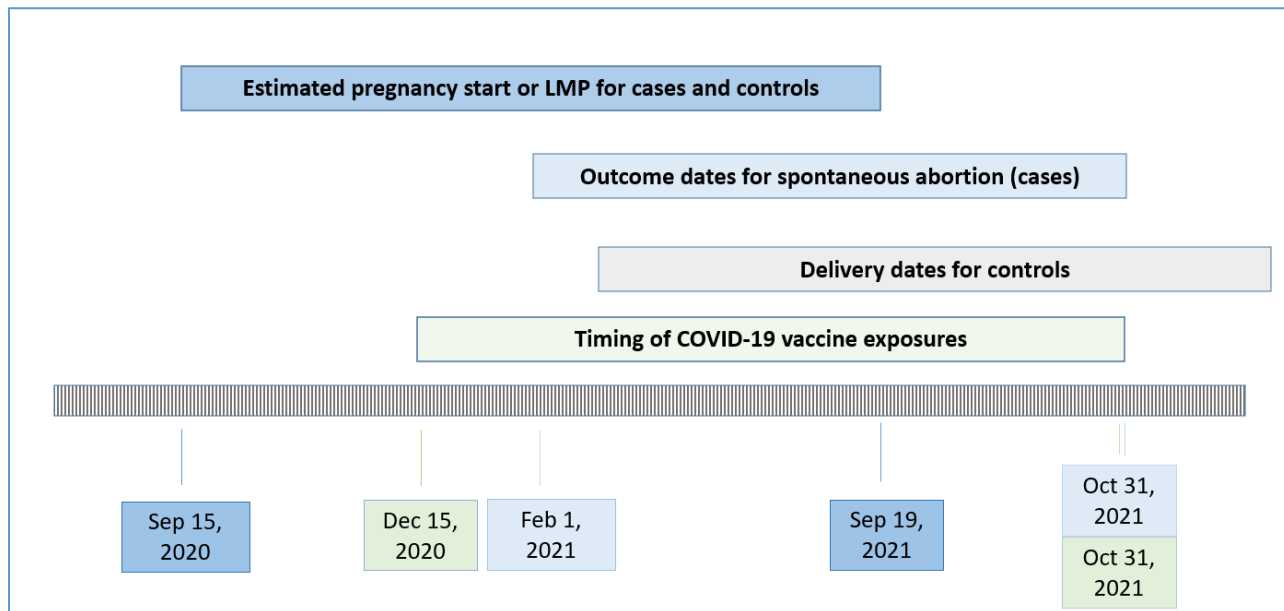 Estimated pregnancy start or LMP for cases and controls
Outcome dates for spontaneous abortion (cases)
Delivery dates for controls
Timing of COVID-19 vaccine exposures
Sep 15,
2020
Dec 15,
2020
Feb 1,
2021
Sep 19,
2021
Oct 31,
2021
Oct 31,
2021